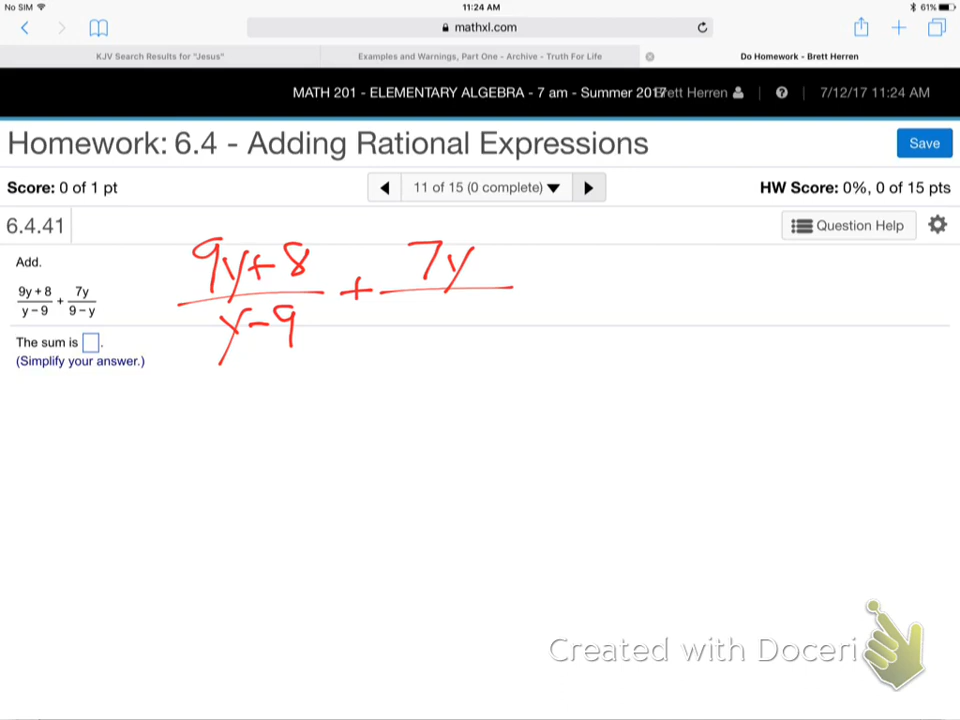 No SIM 11:24 AM 61%
mathxl.com
KJV Search Results for "Jesus" Examples and Warnings, Part One - Archive - Truth For Life Do Homework - Brett Herren
MATH 201 - ELEMENTARY ALGEBRA - 7 am - Summer 2017 Brett Herren ? 7/12/17 11:24 AM
Homework: 6.4 - Adding Rational Expressions Save
Score: 0 of 1 pt 11 of 15 (0 complete) HW Score: 0%, 0 of 15 pts
6.4.41 Question Help
Add.
9y + 8 7y
+
y – 9 9 – y
9y+8 7y
+
y-9
The sum is .
(Simplify your answer.)
Created with Doceri